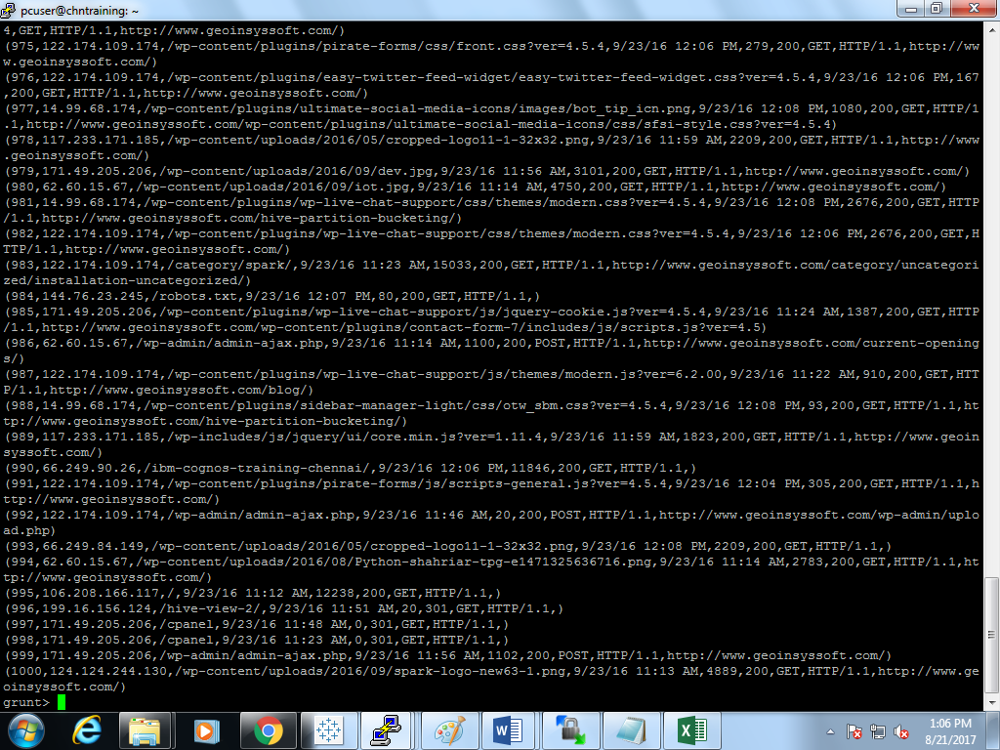 pcuser@chntraining: ~
4,GET,HTTP/1.1,http://www.geoinsyssoft.com/)
(975,122.174.109.174,/wp-content/plugins/pirate-forms/css/front.css?ver=4.5.4,9/23/16 12:06 PM,279,200,GET,HTTP/1.1,http://ww
w.geoinsyssoft.com/)
(976,122.174.109.174,/wp-content/plugins/easy-twitter-feed-widget/easy-twitter-feed-widget.css?ver=4.5.4,9/23/16 12:06 PM,167
,200,GET,HTTP/1.1,http://www.geoinsyssoft.com/)
(977,14.99.68.174,/wp-content/plugins/ultimate-social-media-icons/images/bot_tip_icn.png,9/23/16 12:08 PM,1080,200,GET,HTTP/1
.1,http://www.geoinsyssoft.com/wp-content/plugins/ultimate-social-media-icons/css/sfsi-style.css?ver=4.5.4)
(978,117.233.171.185,/wp-content/uploads/2016/05/cropped-logo11-1-32x32.png,9/23/16 11:59 AM,2209,200,GET,HTTP/1.1,http://www
.geoinsyssoft.com/)
(979,171.49.205.206,/wp-content/uploads/2016/09/dev.jpg,9/23/16 11:56 AM,3101,200,GET,HTTP/1.1,http://www.geoinsyssoft.com/)
(980,62.60.15.67,/wp-content/uploads/2016/09/iot.jpg,9/23/16 11:14 AM,4750,200,GET,HTTP/1.1,http://www.geoinsyssoft.com/)
(981,14.99.68.174,/wp-content/plugins/wp-live-chat-support/css/themes/modern.css?ver=4.5.4,9/23/16 12:08 PM,2676,200,GET,HTTP
/1.1,http://www.geoinsyssoft.com/hive-partition-bucketing/)
(982,122.174.109.174,/wp-content/plugins/wp-live-chat-support/css/themes/modern.css?ver=4.5.4,9/23/16 12:06 PM,2676,200,GET,H
TTP/1.1,http://www.geoinsyssoft.com/)
(983,122.174.109.174,/category/spark/,9/23/16 11:23 AM,15033,200,GET,HTTP/1.1,http://www.geoinsyssoft.com/category/uncategori
zed/installation-uncategorized/)
(984,144.76.23.245,/robots.txt,9/23/16 12:07 PM,80,200,GET,HTTP/1.1,)
(985,171.49.205.206,/wp-content/plugins/wp-live-chat-support/js/jquery-cookie.js?ver=4.5.4,9/23/16 11:24 AM,1387,200,GET,HTTP
/1.1,http://www.geoinsyssoft.com/wp-content/plugins/contact-form-7/includes/js/scripts.js?ver=4.5)
(986,62.60.15.67,/wp-admin/admin-ajax.php,9/23/16 11:14 AM,1100,200,POST,HTTP/1.1,http://www.geoinsyssoft.com/current-opening
s/)
(987,122.174.109.174,/wp-content/plugins/wp-live-chat-support/js/themes/modern.js?ver=6.2.00,9/23/16 11:22 AM,910,200,GET,HTT
P/1.1,http://www.geoinsyssoft.com/blog/)
(988,14.99.68.174,/wp-content/plugins/sidebar-manager-light/css/otw_sbm.css?ver=4.5.4,9/23/16 12:08 PM,93,200,GET,HTTP/1.1,ht
tp://www.geoinsyssoft.com/hive-partition-bucketing/)
(989,117.233.171.185,/wp-includes/js/jquery/ui/core.min.js?ver=1.11.4,9/23/16 11:59 AM,1823,200,GET,HTTP/1.1,http://www.geoin
syssoft.com/)
(990,66.249.90.26,/ibm-cognos-training-chennai/,9/23/16 12:06 PM,11846,200,GET,HTTP/1.1,)
(991,122.174.109.174,/wp-content/plugins/pirate-forms/js/scripts-general.js?ver=4.5.4,9/23/16 12:04 PM,305,200,GET,HTTP/1.1,h
ttp://www.geoinsyssoft.com/)
(992,122.174.109.174,/wp-admin/admin-ajax.php,9/23/16 11:46 AM,20,200,POST,HTTP/1.1,http://www.geoinsyssoft.com/wp-admin/uplo
ad.php)
(993,66.249.84.149,/wp-content/uploads/2016/05/cropped-logo11-1-32x32.png,9/23/16 12:08 PM,2209,200,GET,HTTP/1.1,)
(994,62.60.15.67,/wp-content/uploads/2016/08/Python-shahriar-tpg-e1471325636716.png,9/23/16 11:14 AM,2783,200,GET,HTTP/1.1,ht
tp://www.geoinsyssoft.com/)
(995,106.208.166.117,/,9/23/16 11:12 AM,12238,200,GET,HTTP/1.1,)
(996,199.16.156.124,/hive-view-2/,9/23/16 11:51 AM,20,301,GET,HTTP/1.1,)
(997,171.49.205.206,/cpanel,9/23/16 11:48 AM,0,301,GET,HTTP/1.1,)
(998,171.49.205.206,/cpanel,9/23/16 11:23 AM,0,301,GET,HTTP/1.1,)
(999,171.49.205.206,/wp-admin/admin-ajax.php,9/23/16 11:56 AM,1102,200,POST,HTTP/1.1,http://www.geoinsyssoft.com/)
(1000,124.124.244.130,/wp-content/uploads/2016/09/spark-logo-new63-1.png,9/23/16 11:13 AM,4889,200,GET,HTTP/1.1,http://www.ge
oinsyssoft.com/)
grunt>
1:06 PM
8/21/2017